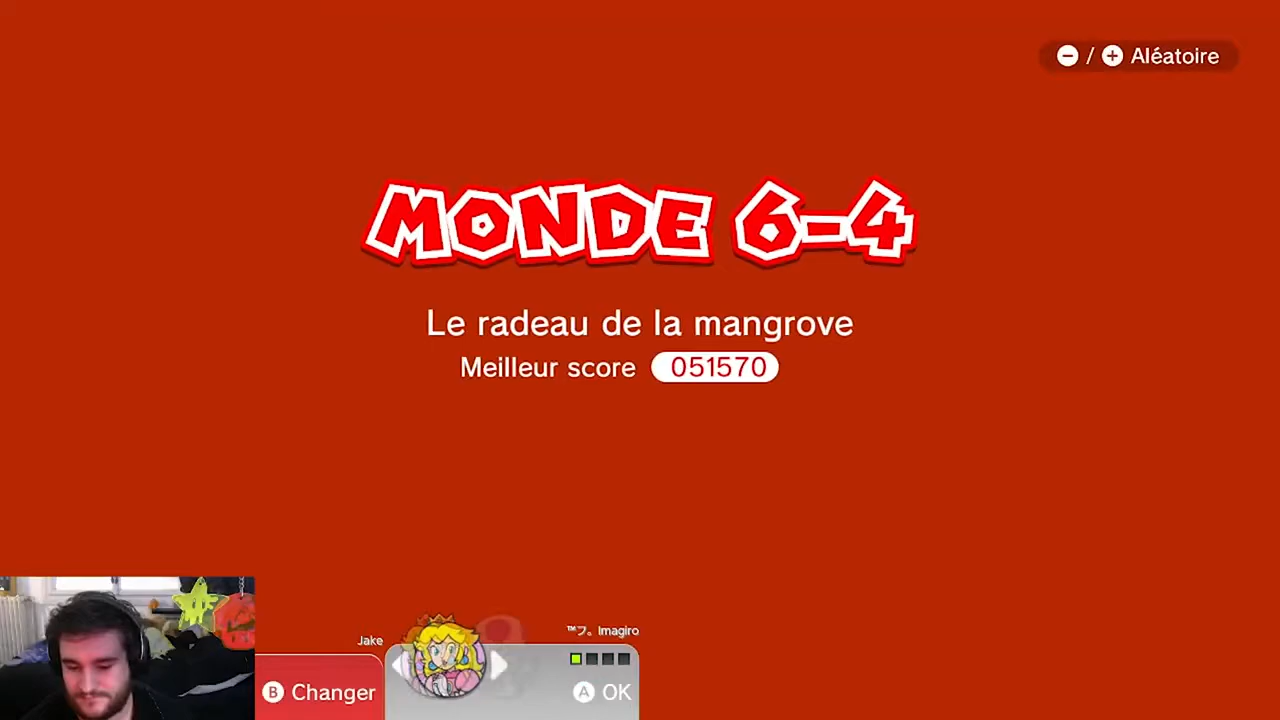 ⊖ / ⊕ Aléatoire
MONDE 6-4
Le radeau de la mangrove
Meilleur score 051570
Jake
™フ。Imagiro
B Changer
A OK